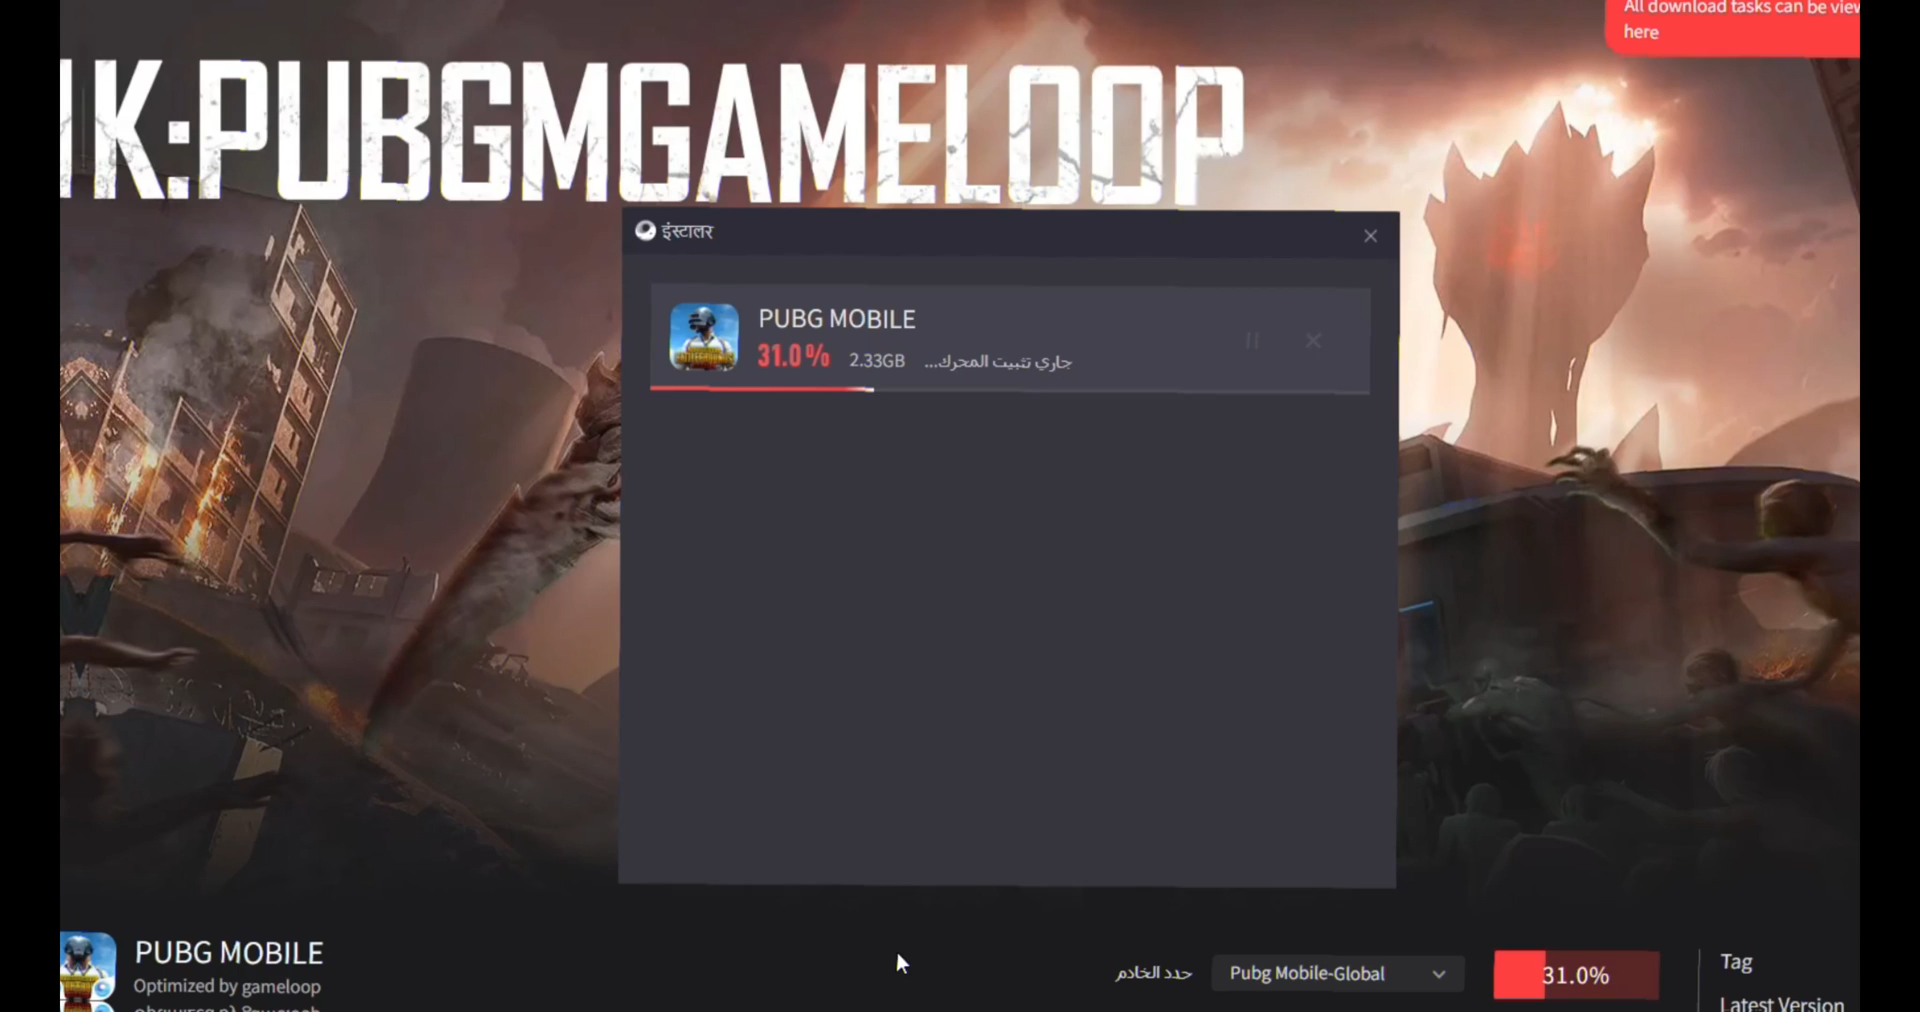 All download tasks can be
here
K:PUBGMGAMELOOP
इंस्टालर
PUBG MOBILE
31.0%
2.33GB
جاري تثبيت المحرك...
PUBG MOBILE
Optimized by gameloop
حدد الخادم
Pubg Mobile-Global
31.0%
Tag
Latest Version